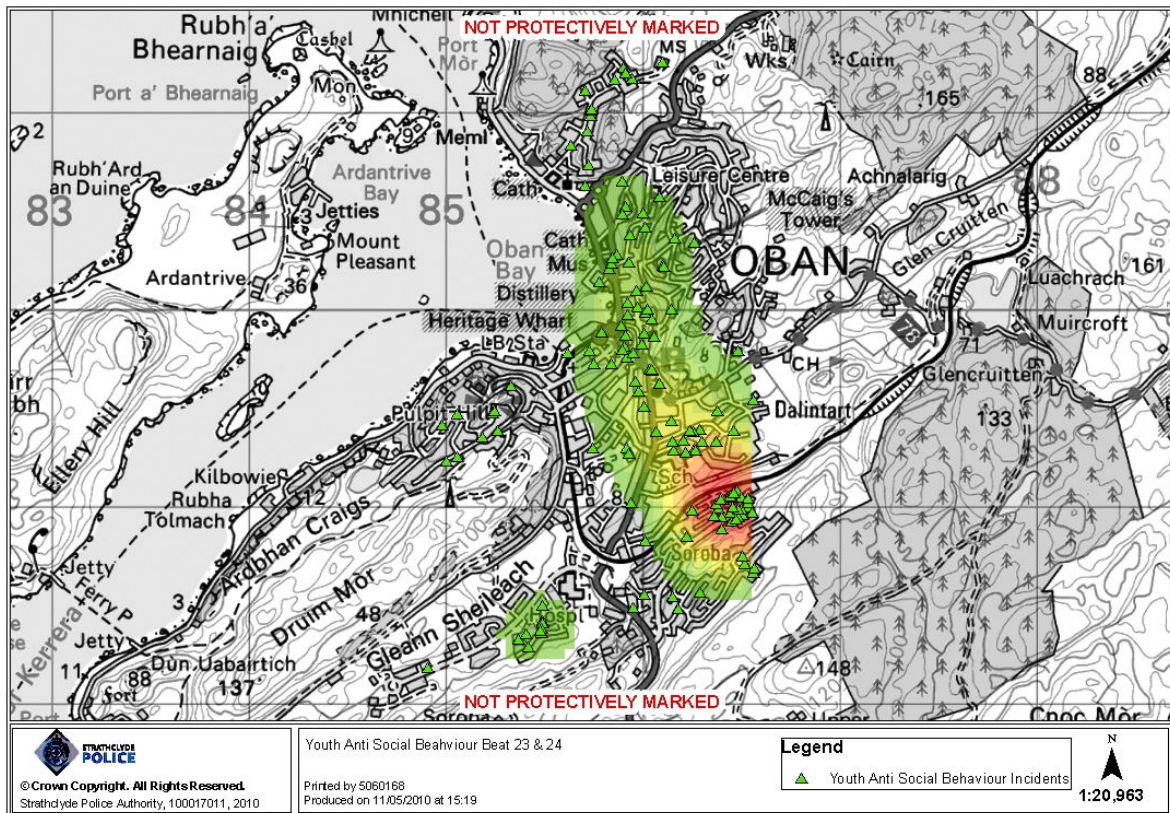 NOT PROTECTIVELY MARKED
Rubh'a'
Bhearnaig
Cashel
Port
Mòr
MS
Wks
Cairn
88
Port a' Bhearnaig
Mon
.165
2
Meml
Rubh'Ard
an Duine
Ardantrive
Bay
Leisure Centre
Achnalarig
83
84
85
88
Cath
McCaig's
Tower
Jetties
Glen Cruitten
Mount
Pleasant
Cath
Oban
Bay
Mus
OBAN
Luachrach
161
150
Ardantrive
36
Distillery
Heritage Wharf
78
Muircroft
71
CH
Glencruitten
Pulpit Hill
Dalintart
133
Eilery Hill
Kilbowie
Rubha
Tolmach
12
Sch
Ardbhan Craigs
Soroba
Jetty
Ferry P
Druim Mòr
3
48
Gleann Sheileach
Hospl
Jetty
Kerrera
11
88
Dùn Uabairtich
137
fort
148
NOT PROTECTIVELY MARKED
Upper
Cnoc Mòr
STRATHCLYDE
POLICE
© Crown Copyright. All Rights Reserved.
Strathclyde Police Authority, 100017011, 2010
Youth Anti Social Beahviour Beat 23 & 24
Printed by 5060168
Produced on 11/05/2010 at 15:19
Legend
Youth Anti Social Behaviour Incidents
N
1:20,963